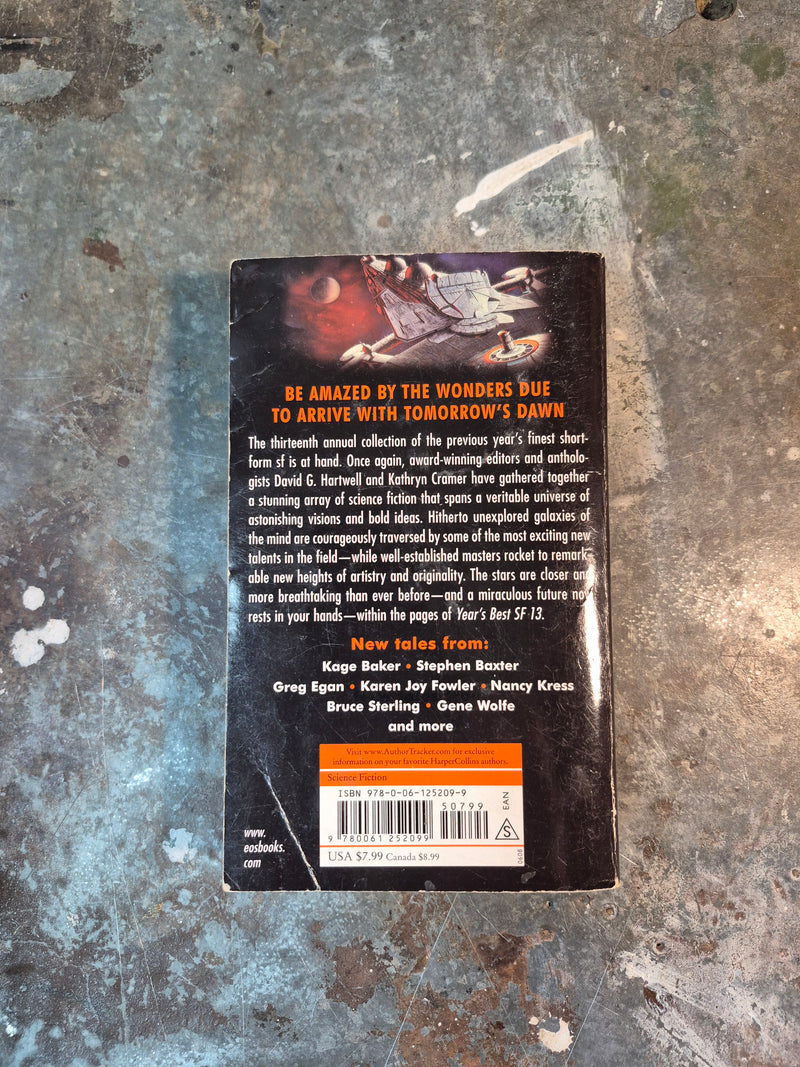 BE AMAZED BY THE WONDERS DUE
TO ARRIVE WITH TOMORROW'S DAWN
The thirteenth annual collection of the previous year's finest short-
form sf is at hand. Once again, award-winning editors and antholo-
gists David G. Hartwell and Kathryn Cramer have gathered together
a stunning array of science fiction that spans a veritable universe of
astonishing visions and bold ideas. Hitherto unexplored galaxies of
the mind are courageously traversed by some of the most exciting new
talents in the field—while well-established masters rocket to remark-
able new heights of artistry and originality. The stars are closer and
more breathtaking than ever before—and a miraculous future now
rests in your hands—within the pages of Year's Best SF 13.
New tales from:
Kage Baker • Stephen Baxter
Greg Egan • Karen Joy Fowler • Nancy Kress
Bruce Sterling • Gene Wolfe
and more
Visit www.AuthorTracker.com for exclusive
information on your favorite HarperCollins authors.
Science Fiction
ISBN 978-0-06-125209-9
50799
EAN
9 780061 252099
S
USA $7.99 Canada $8.99
0608
www.
eosbooks.
com